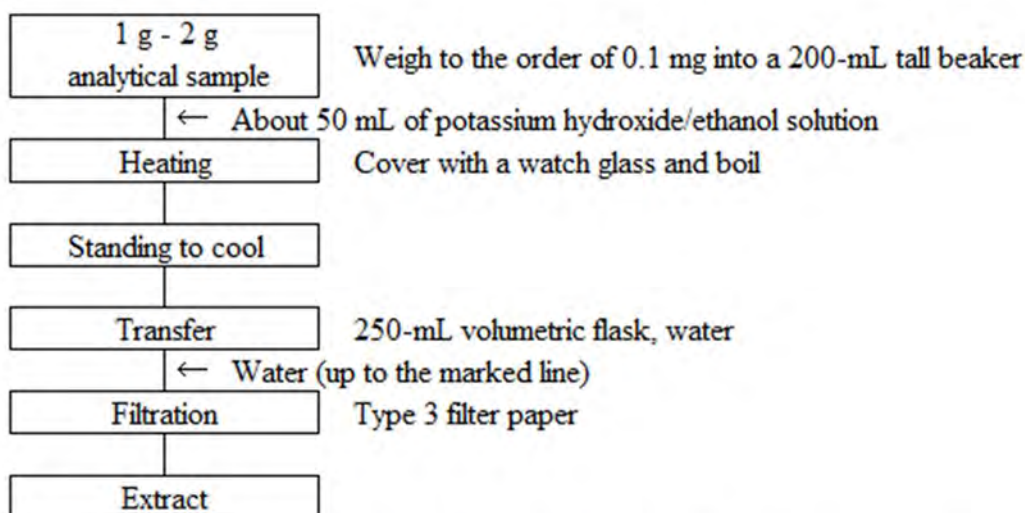 1 g - 2 g
analytical sample
Weigh to the order of 0.1 mg into a 200-mL tall beaker
← About 50 mL of potassium hydroxide/ethanol solution
Heating
Cover with a watch glass and boil
Standing to cool
Transfer
250-mL volumetric flask, water
← Water (up to the marked line)
Filtration
Type 3 filter paper
Extract